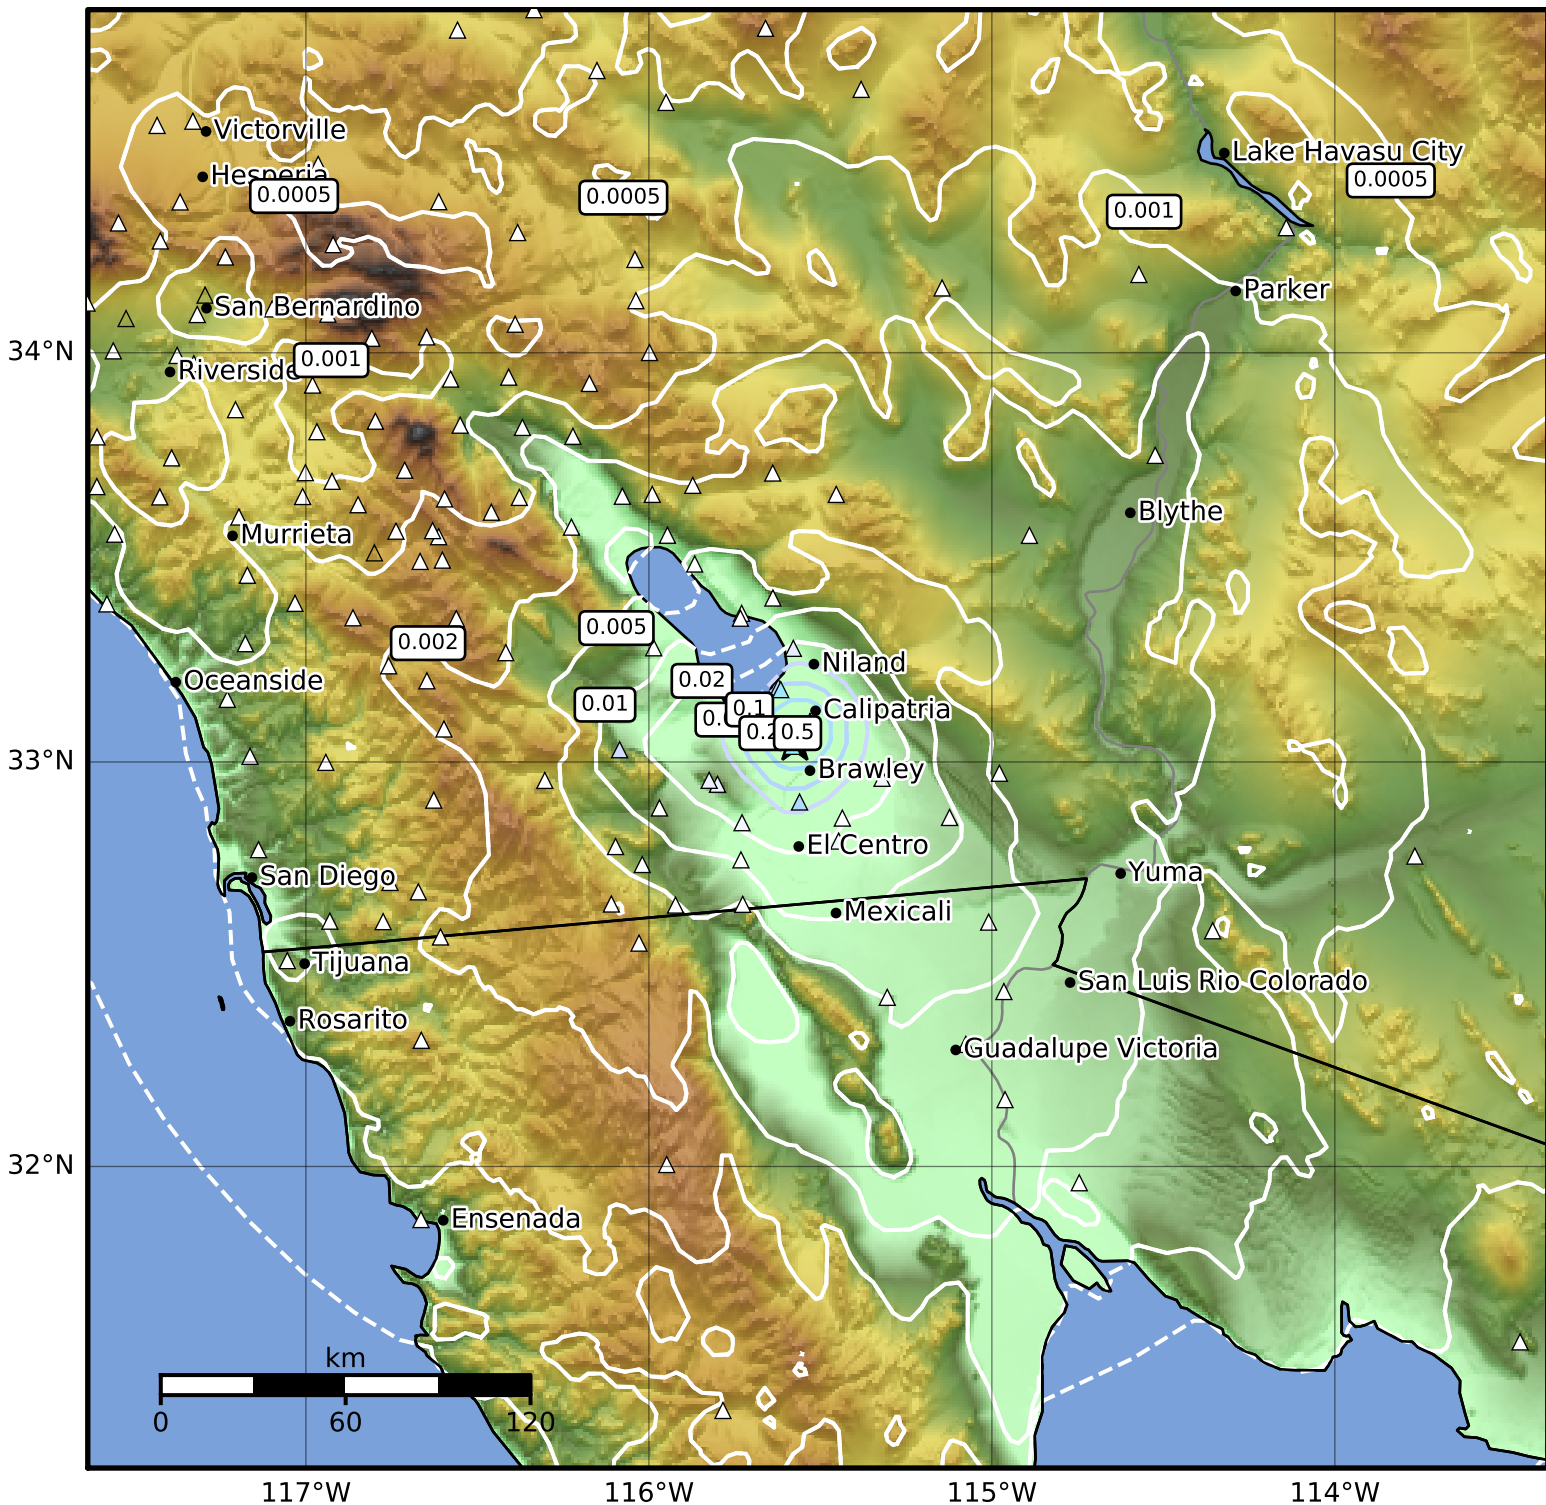 Victorville
Lake Havasu City
Hesperia
0.0005
0.0005
0.001
0.0005
Parker
San Bernardino
34°N
0.001
Riverside
Blythe
Murrieta
0.005
0.002
Niland
Oceanside
0.02
0.01
0.1
Calipatria
0.5
33°N
Brawley
El Centro
Yuma
San Diego
Mexicali
Tijuana
San Luis Rio Colorado
Rosarito
Guadalupe Victoria
32°N
Ensenada
km
0 60 120
117°W 116°W 115°W 114°W